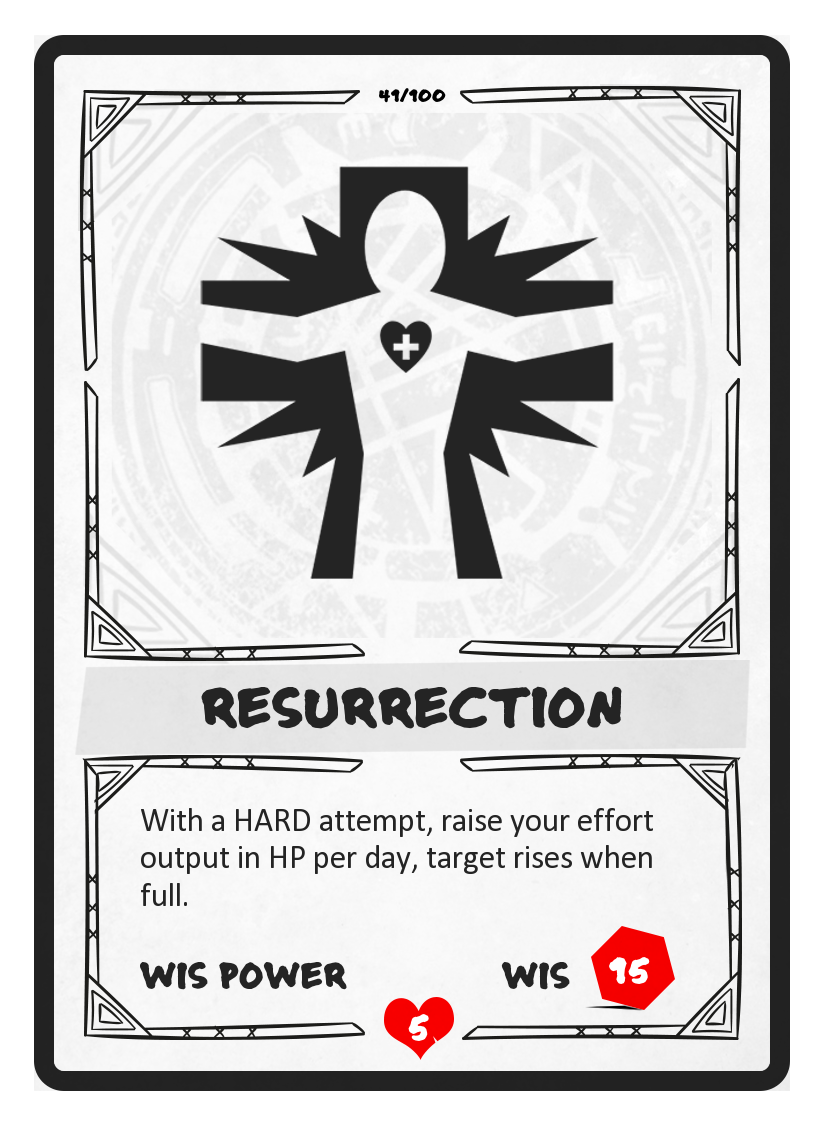 41/100
RESURRECTION
With a HARD attempt, raise your effort
output in HP per day, target rises when
full.
WIS POWER
WIS 15
5